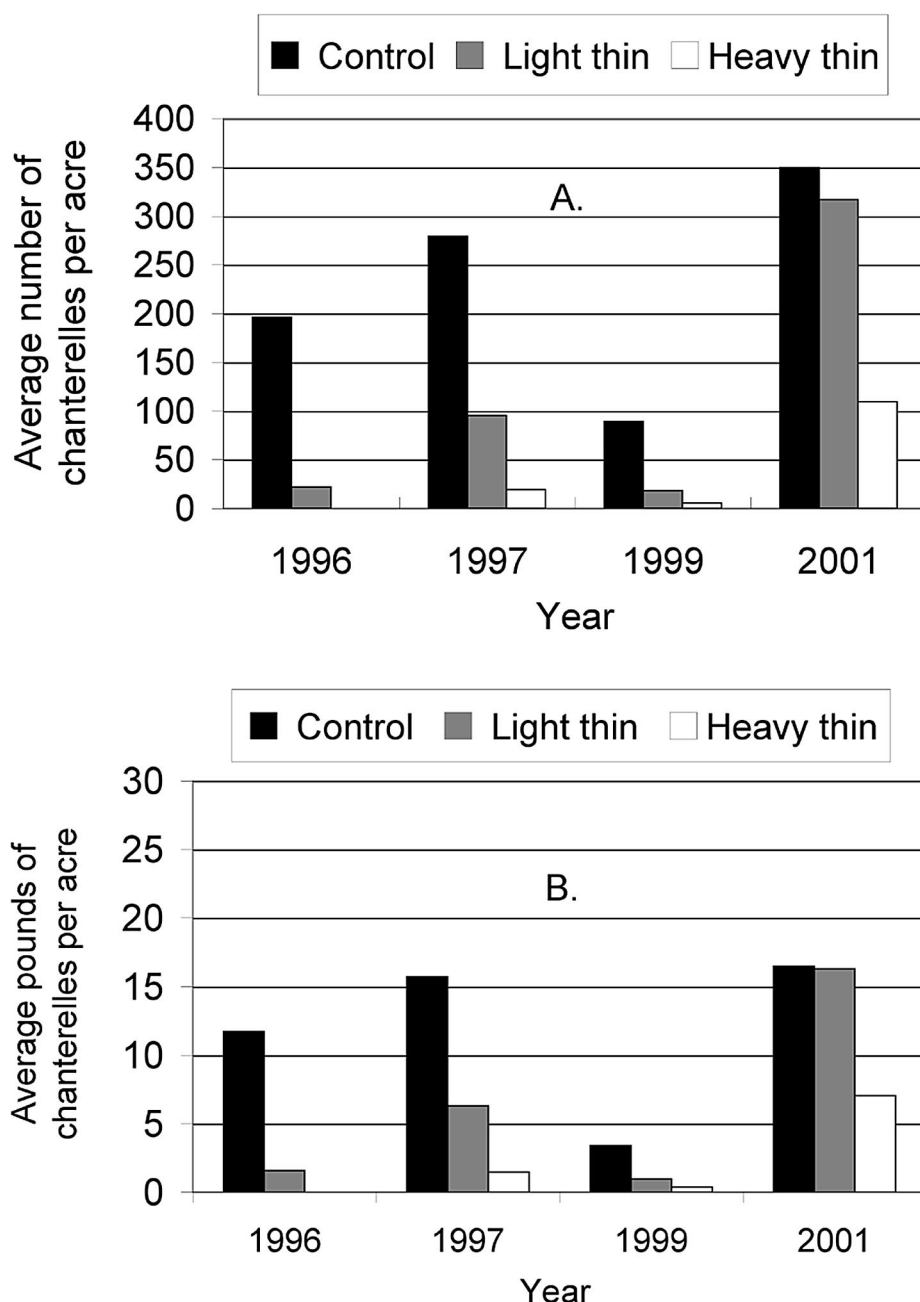 Control Light thin Heavy thin
400
350
300
250
200
150
100
50
0
Average number of
chanterelles per acre
A.
1996 1997 1999 2001
Year
Control Light thin Heavy thin
30
25
20
15
10
5
0
Average pounds of
chanterelles per acre
B.
1996 1997 1999 2001
Year